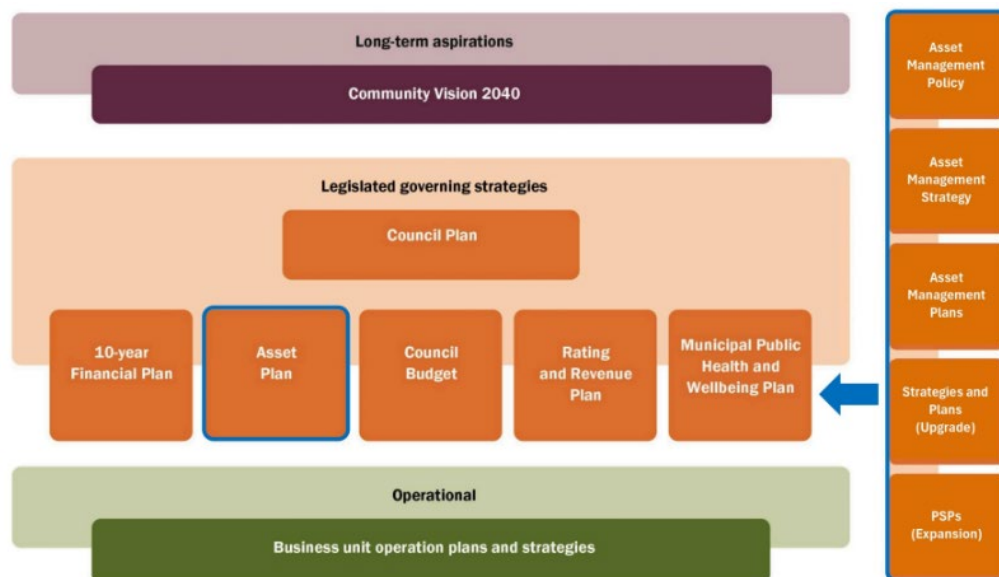 Long-term aspirations
Community Vision 2040
Legislated governing strategies
Council Plan
10-year
Financial Plan
Asset
Plan
Council
Budget
Rating
and Revenue
Plan
Municipal Public
Health and
Wellbeing Plan
Operational
Business unit operation plans and strategies
Asset
Management
Policy
Asset
Management
Strategy
Asset
Management
Plans
Strategies and
Plans
(Upgrade)
PSPs
(Expansion)